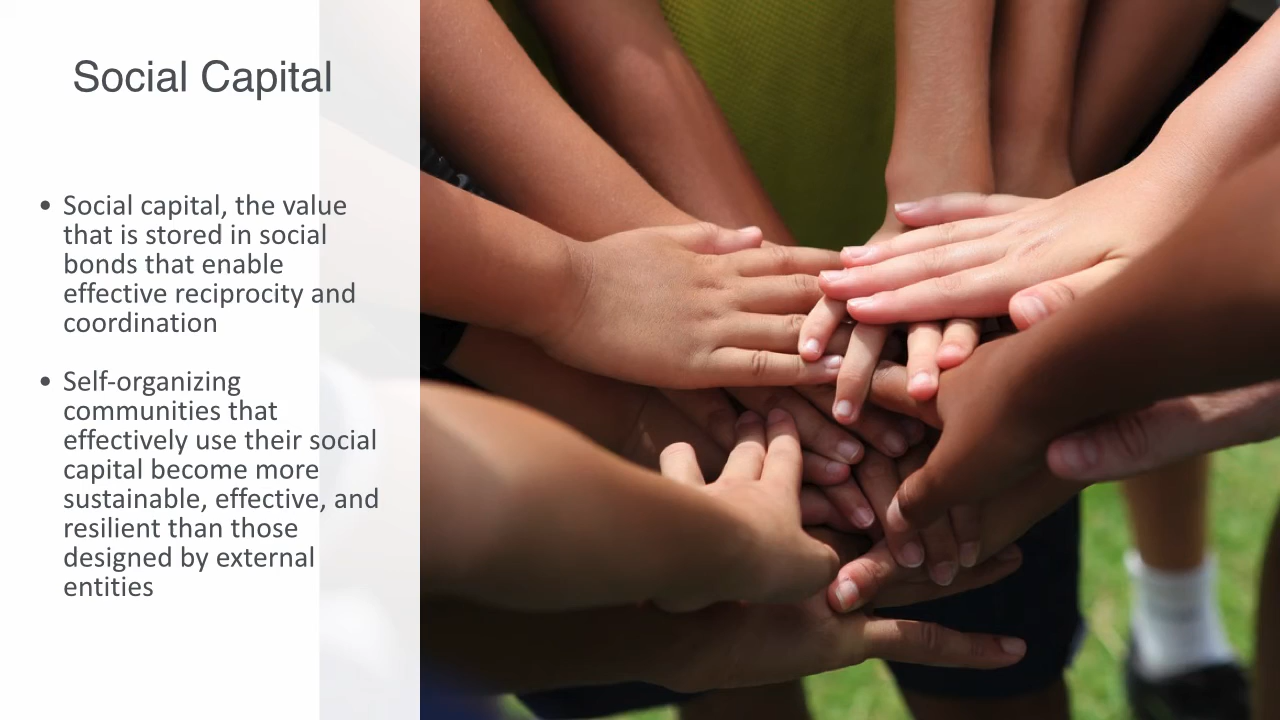 Social Capital
• Social capital, the value
that is stored in social
bonds that enable
effective reciprocity and
coordination
• Self-organizing
communities that
effectively use their social
capital become more
sustainable, effective, and
resilient than those
designed by external
entities